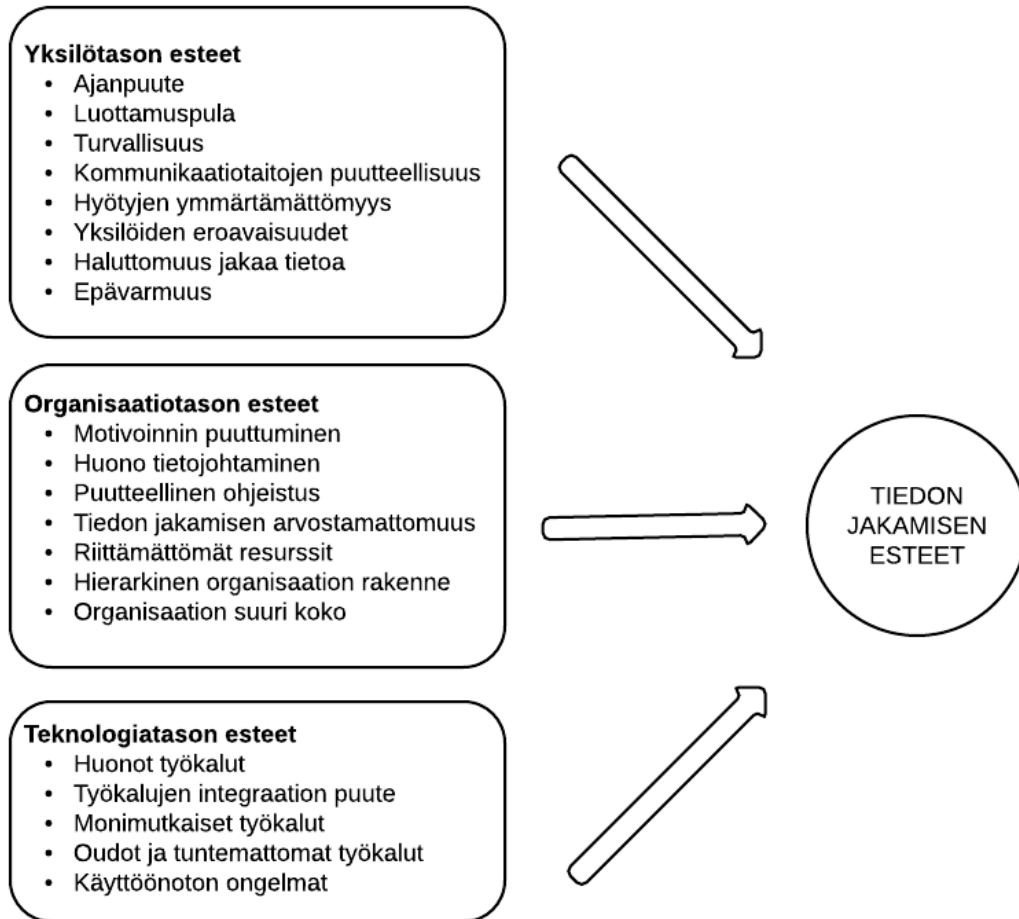 Yksilötason esteet
• Ajanpuute
• Luottamuspula
• Turvallisuus
• Kommunikaatiotaitojen puutteellisuus
• Hyötyjen ymmärtämättömyys
• Yksilöiden eroavaisuudet
• Haluttomuus jakaa tietoa
• Epävarmuus
Organisaatiotason esteet
• Motivoinnin puuttuminen
• Huono tietojohtaminen
• Puutteellinen ohjeistus
• Tiedon jakamisen arvostamattomuus
• Riittämättömät resurssit
• Hierarkinen organisaation rakenne
• Organisaation suuri koko
Teknologiatason esteet
• Huonot työkalut
• Työkalujen integraation puute
• Monimutkaiset työkalut
• Oudot ja tuntemattomat työkalut
• Käyttöönoton ongelmat
TIEDON
JAKAMISEN
ESTEET